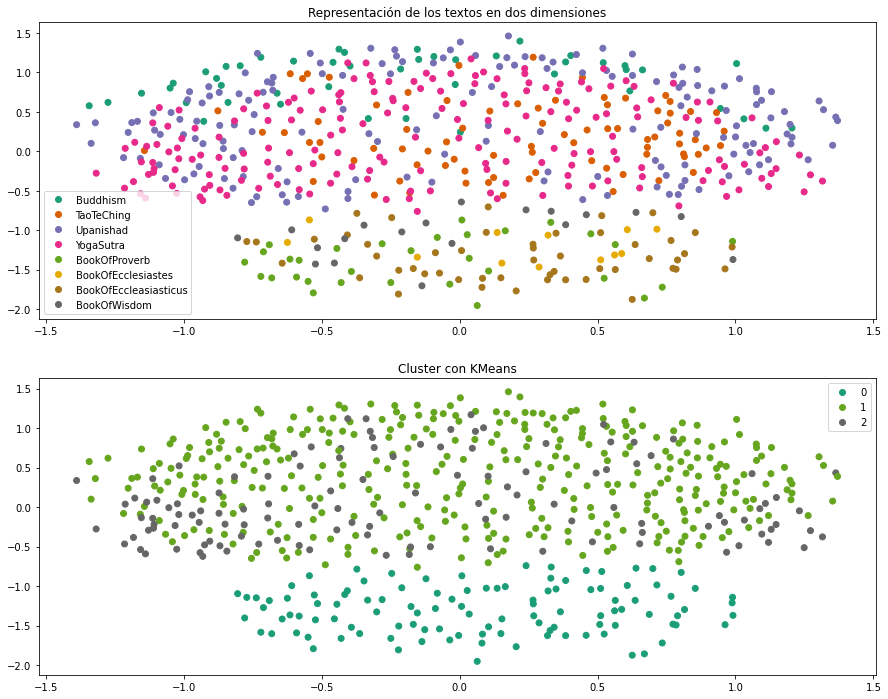 Representación de los textos en dos dimensiones
1.5
1.0
0.5
0.0
−0.5
−1.0
−1.5
−2.0
Buddhism
TaoTeChing
Upanishad
YogaSutra
BookOfProverb
BookOfEcclesiastes
BookOfEccleasiasticus
BookOfWisdom
−1.5 −1.0 −0.5 0.0 0.5 1.0 1.5
Cluster con KMeans
1.5
1.0
0.5
0.0
−0.5
−1.0
−1.5
−2.0
0
1
2
−1.5 −1.0 −0.5 0.0 0.5 1.0 1.5